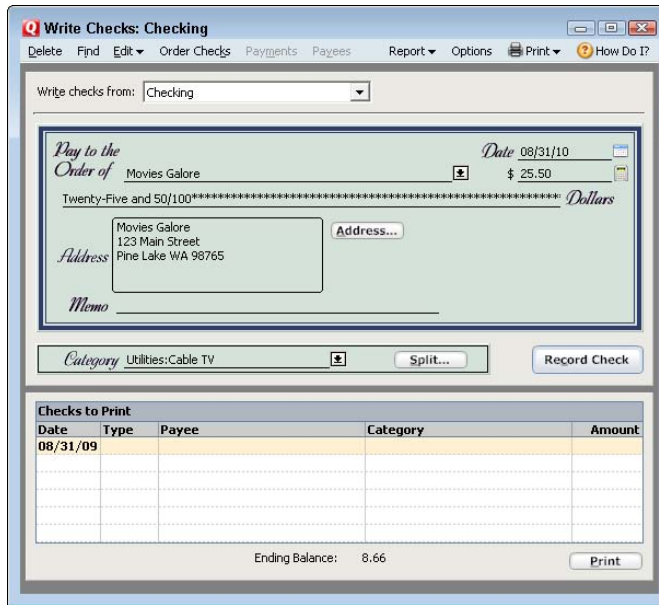 Write Checks: Checking
Delete Find Edit Order Checks Payments Payees Report Options Print How Do I?
Write checks from: Checking
Pay to the
Order of Movies Galore
Date 08/31/10
$ 25.50
Twenty-Five and 50/100****************************************************************** Dollars
Address
Movies Galore
123 Main Street
Pine Lake WA 98765
Address...
Memo
Category Utilities:Cable TV Split... Record Check
Checks to Print
Date Type Payee Category Amount
08/31/09
Ending Balance: 8.66 Print